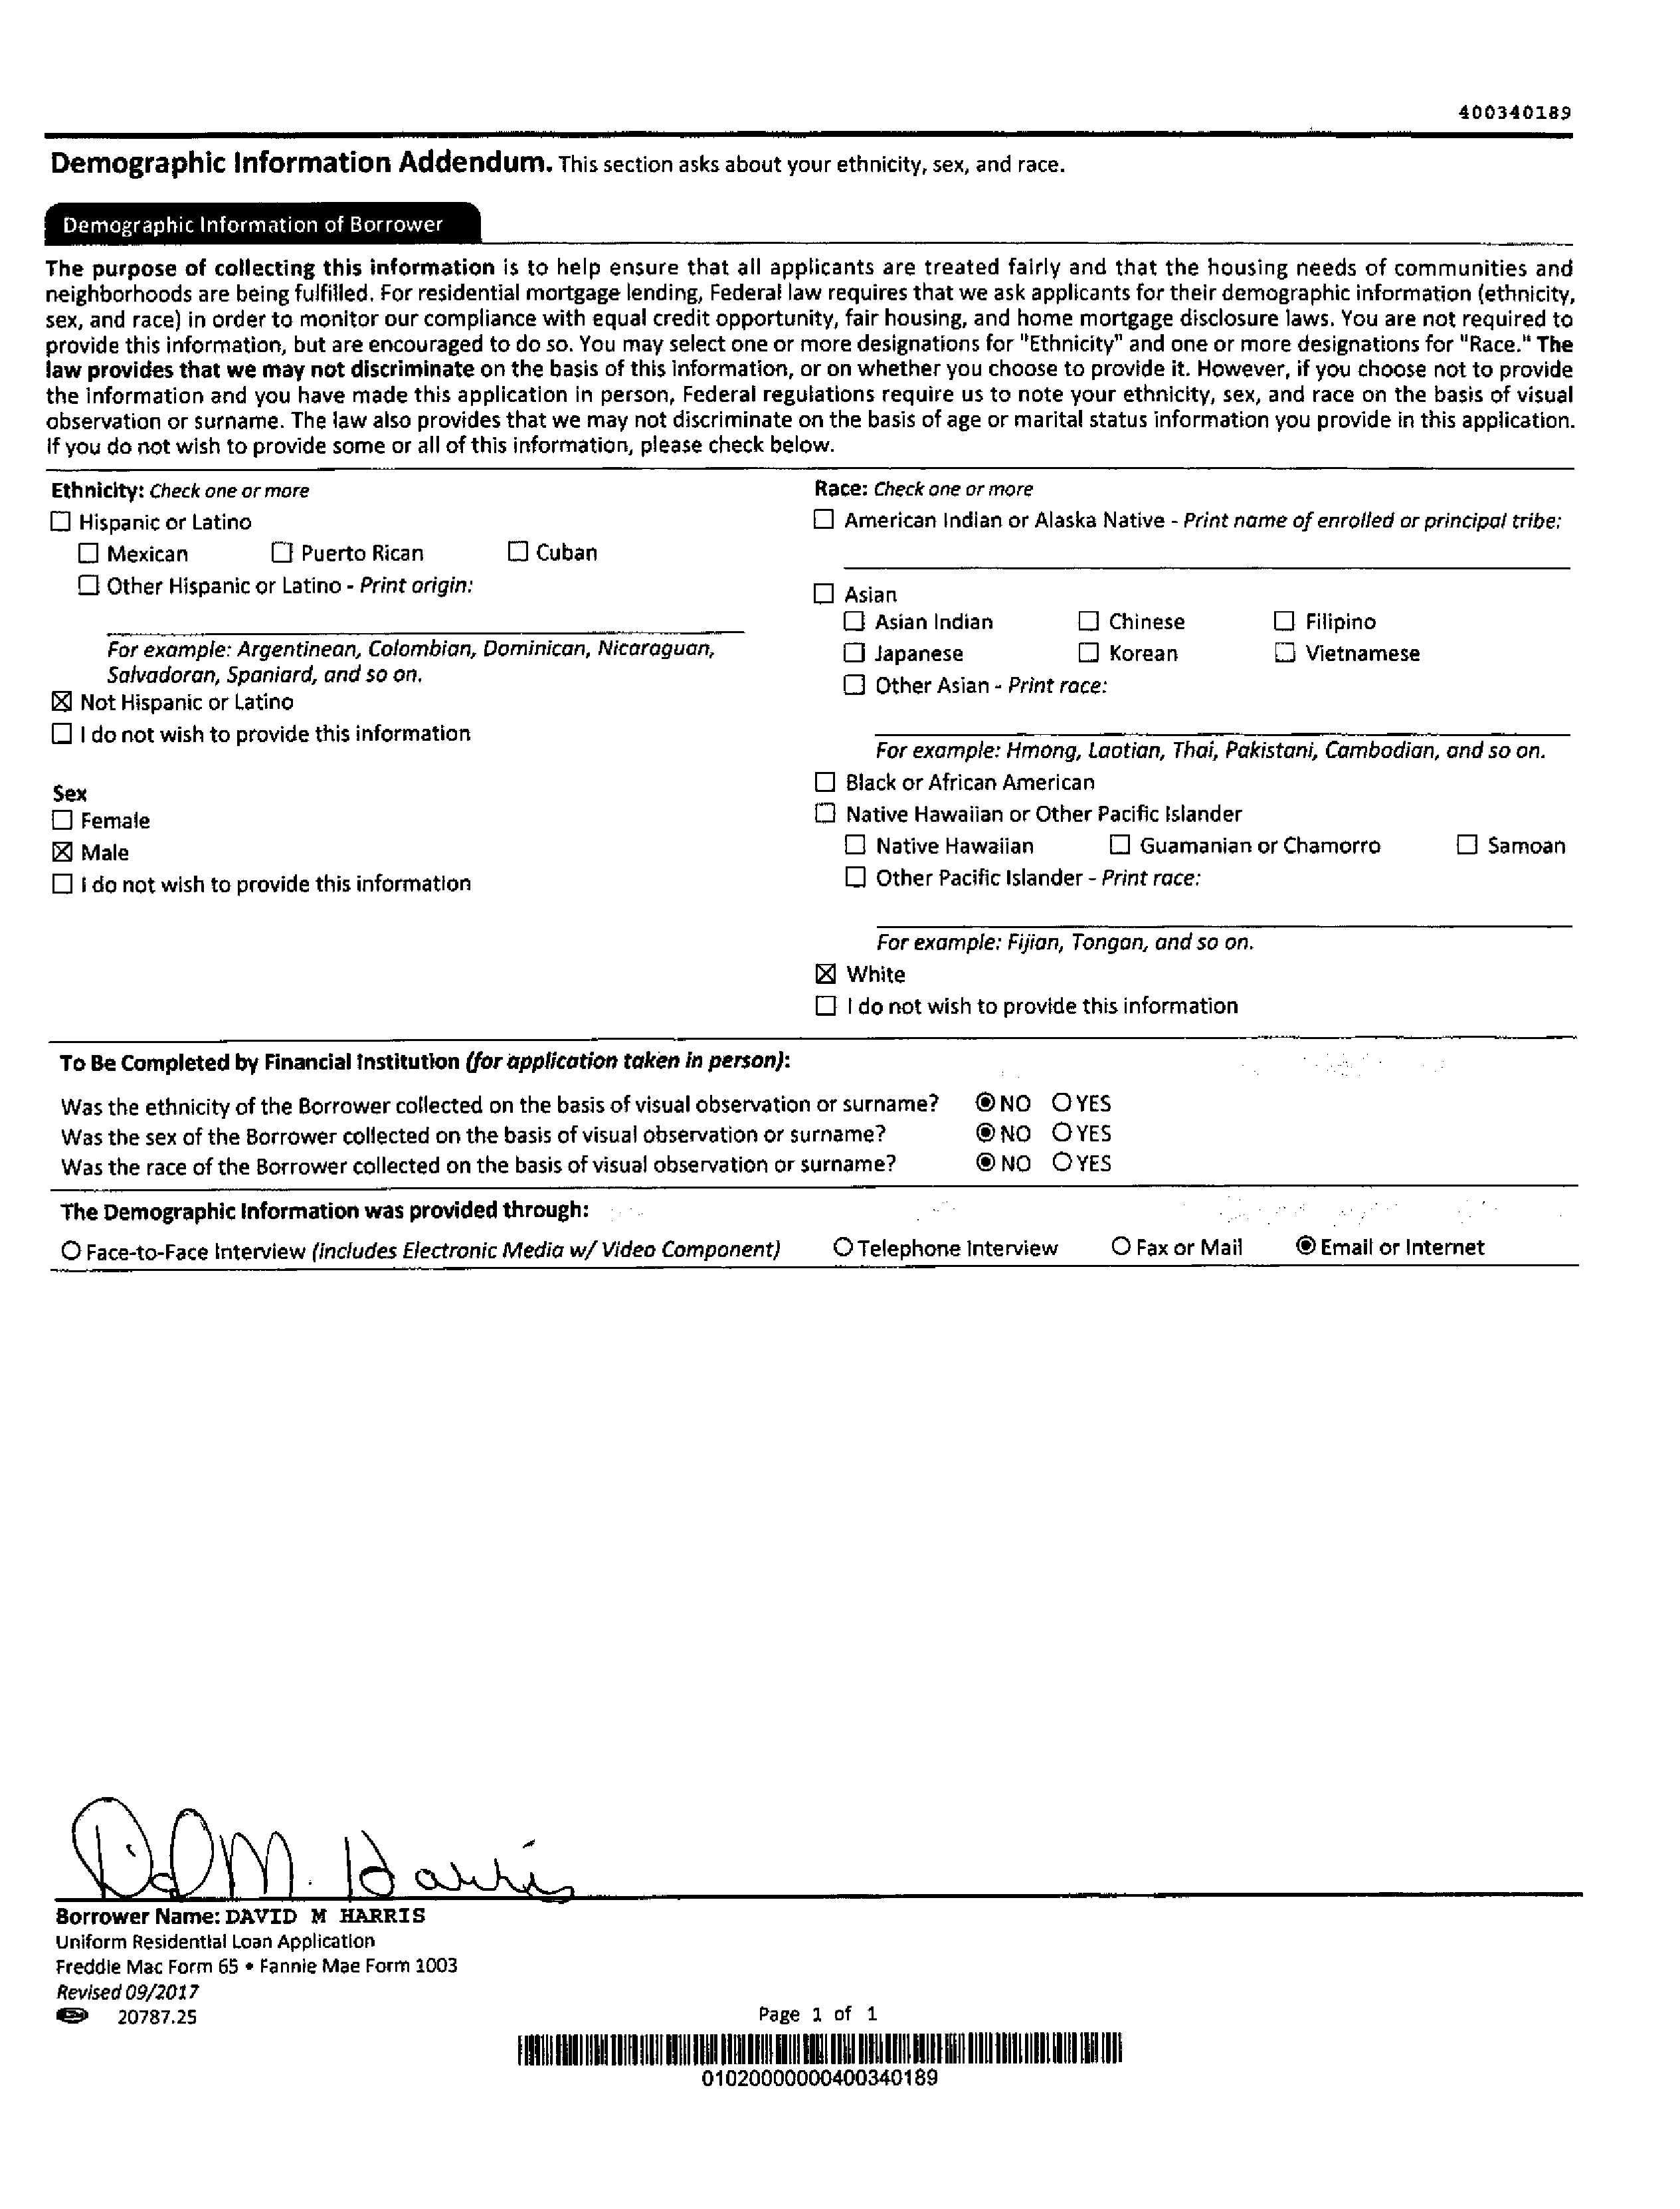 400340189
Demographic Information Addendum. This section asks about your ethnicity, sex, and race.
Demographic Information of Borrower
The purpose of collecting this information is to help ensure that all applicants are treated fairly and that the housing needs of communities and
neighborhoods are being fulfilled. For residential mortgage lending, Federal law requires that we ask applicants for their demographic information (ethnicity,
sex, and race) in order to monitor our compliance with equal credit opportunity, fair housing, and home mortgage disclosure laws. You are not required to
provide this information, but are encouraged to do so. You may select one or more designations for "Ethnicity" and one or more designations for "Race." The
law provides that we may not discriminate on the basis of this information, or on whether you choose to provide it. However, if you choose not to provide
the information and you have made this application in person, Federal regulations require us to note your ethnicity, sex, and race on the basis of visual
observation or surname. The law also provides that we may not discriminate on the basis of age or marital status information you provide in this application.
If you do not wish to provide some or all of this information, please check below.
Ethnicity: Check one or more
☐ Hispanic or Latino
☐ Mexican ☐ Puerto Rican ☐ Cuban
☐ Other Hispanic or Latino - Print origin:
For example: Argentinean, Colombian, Dominican, Nicaraguan,
Salvadoran, Spaniard, and so on.
☒ Not Hispanic or Latino
☐ I do not wish to provide this information
Sex
☐ Female
☒ Male
☐ I do not wish to provide this information
Race: Check one or more
☐ American Indian or Alaska Native - Print name of enrolled or principal tribe:
☐ Asian
☐ Asian Indian ☐ Chinese ☐ Filipino
☐ Japanese ☐ Korean ☐ Vietnamese
☐ Other Asian - Print race:
For example: Hmong, Laotian, Thai, Pakistani, Cambodian, and so on.
☐ Black or African American
☐ Native Hawaiian or Other Pacific Islander
☐ Native Hawaiian ☐ Guamanian or Chamorro ☐ Samoan
☐ Other Pacific Islander - Print race:
For example: Fijian, Tongan, and so on.
☒ White
☐ I do not wish to provide this information
To Be Completed by Financial Institution (for application taken in person):
Was the ethnicity of the Borrower collected on the basis of visual observation or surname? ◉ NO ○ YES
Was the sex of the Borrower collected on the basis of visual observation or surname? ◉ NO ○ YES
Was the race of the Borrower collected on the basis of visual observation or surname? ◉ NO ○ YES
The Demographic Information was provided through:
○ Face-to-Face Interview (includes Electronic Media w/ Video Component) ○ Telephone Interview ○ Fax or Mail ◉ Email or Internet
D M. Harris
Borrower Name: DAVID M HARRIS
Uniform Residential Loan Application
Freddie Mac Form 65 • Fannie Mae Form 1003
Revised 09/2017
20787.25
Page 1 of 1
01020000000400340189